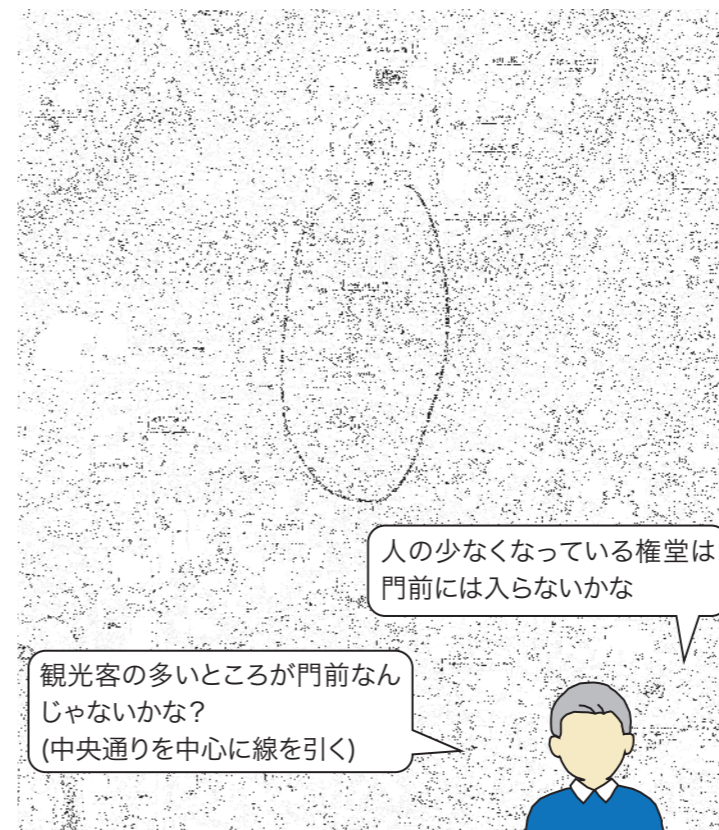 人の少なくなっている権堂は
門前には入らないかな
観光客の多いところが門前なん
じゃないかな？
(中央通りを中心に線を引く)